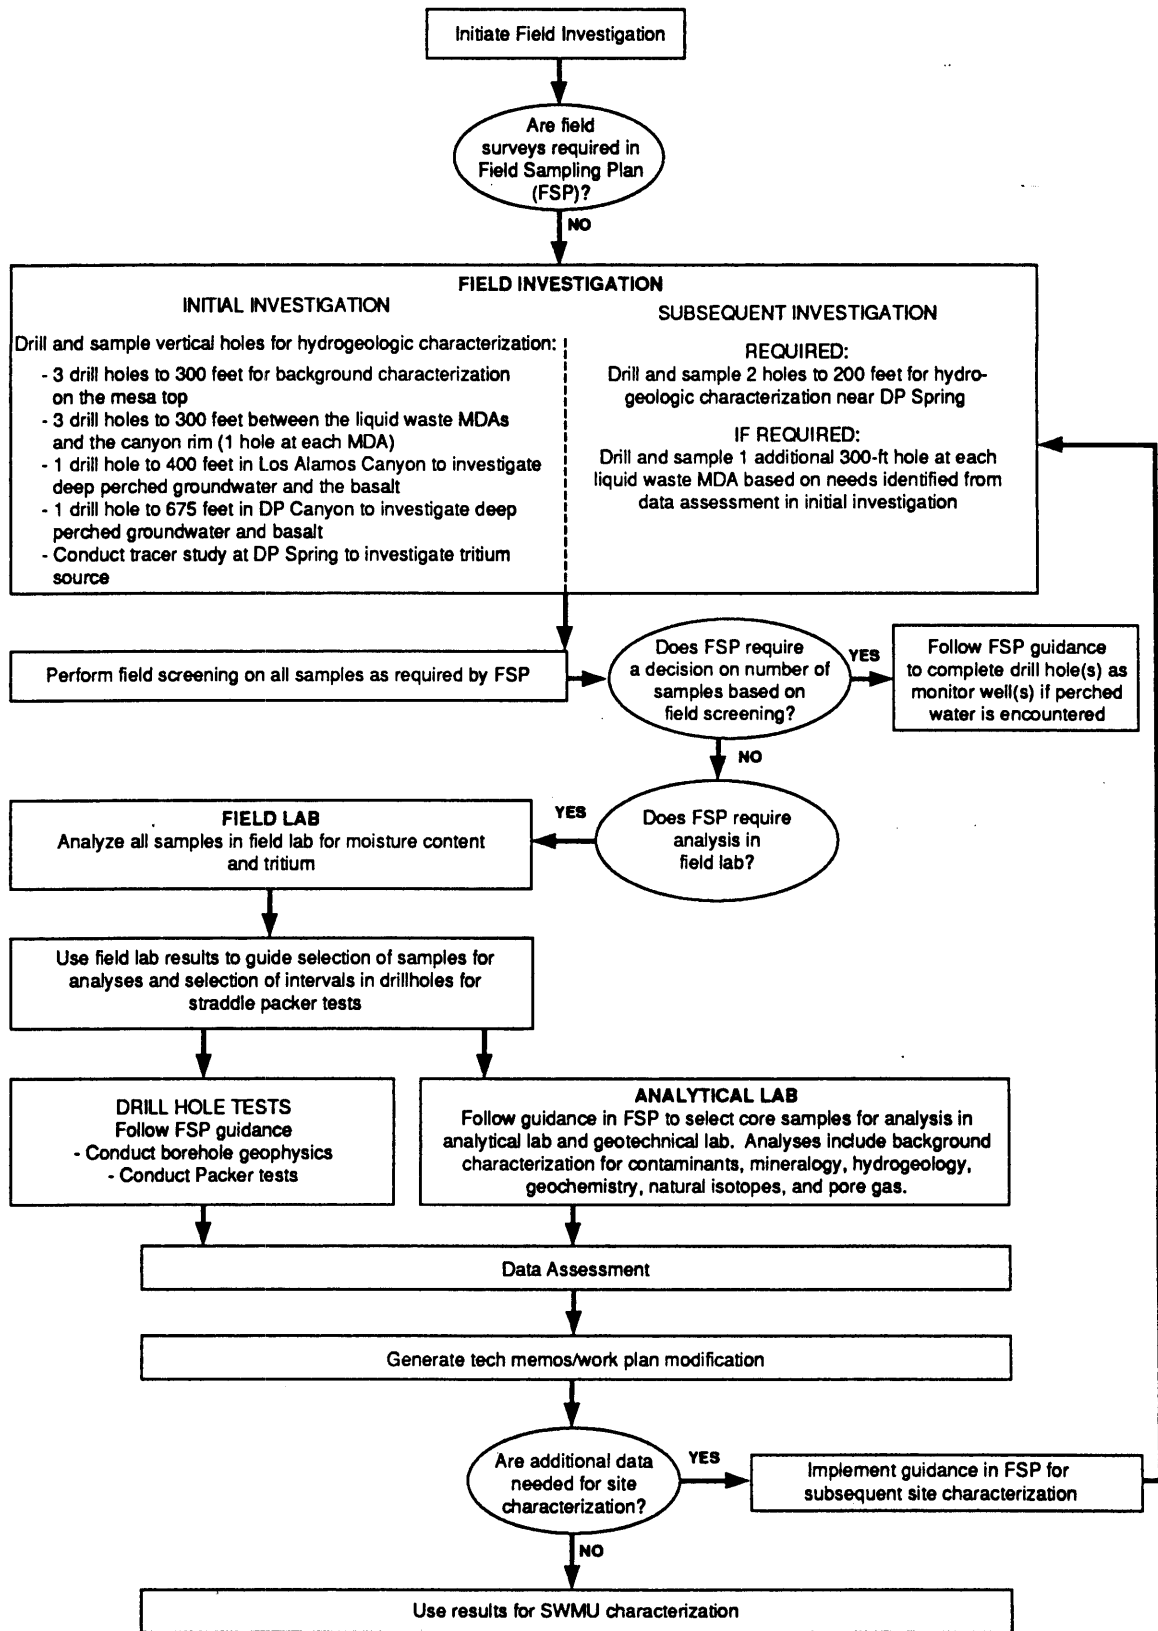 Initiate Field Investigation
Are field
surveys required in
Field Sampling Plan
(FSP)?
NO
FIELD INVESTIGATION
INITIAL INVESTIGATION
Drill and sample vertical holes for hydrogeologic characterization:
- 3 drill holes to 300 feet for background characterization
on the mesa top
- 3 drill holes to 300 feet between the liquid waste MDAs
and the canyon rim (1 hole at each MDA)
- 1 drill hole to 400 feet in Los Alamos Canyon to investigate
deep perched groundwater and the basalt
- 1 drill hole to 675 feet in DP Canyon to investigate deep
perched groundwater and basalt
- Conduct tracer study at DP Spring to investigate tritium
source
SUBSEQUENT INVESTIGATION
REQUIRED:
Drill and sample 2 holes to 200 feet for hydro-
geologic characterization near DP Spring
IF REQUIRED:
Drill and sample 1 additional 300-ft hole at each
liquid waste MDA based on needs identified from
data assessment in initial investigation
Perform field screening on all samples as required by FSP
Does FSP require
a decision on number of
samples based on
field screening?
YES
Follow FSP guidance
to complete drill hole(s) as
monitor well(s) if perched
water is encountered
NO
Does FSP require
analysis in
field lab?
YES
FIELD LAB
Analyze all samples in field lab for moisture content
and tritium
Use field lab results to guide selection of samples for
analyses and selection of intervals in drillholes for
straddle packer tests
DRILL HOLE TESTS
Follow FSP guidance
- Conduct borehole geophysics
- Conduct Packer tests
ANALYTICAL LAB
Follow guidance in FSP to select core samples for analysis in
analytical lab and geotechnical lab. Analyses include background
characterization for contaminants, mineralogy, hydrogeology,
geochemistry, natural isotopes, and pore gas.
Data Assessment
Generate tech memos/work plan modification
Are additional data
needed for site
characterization?
YES
Implement guidance in FSP for
subsequent site characterization
NO
Use results for SWMU characterization